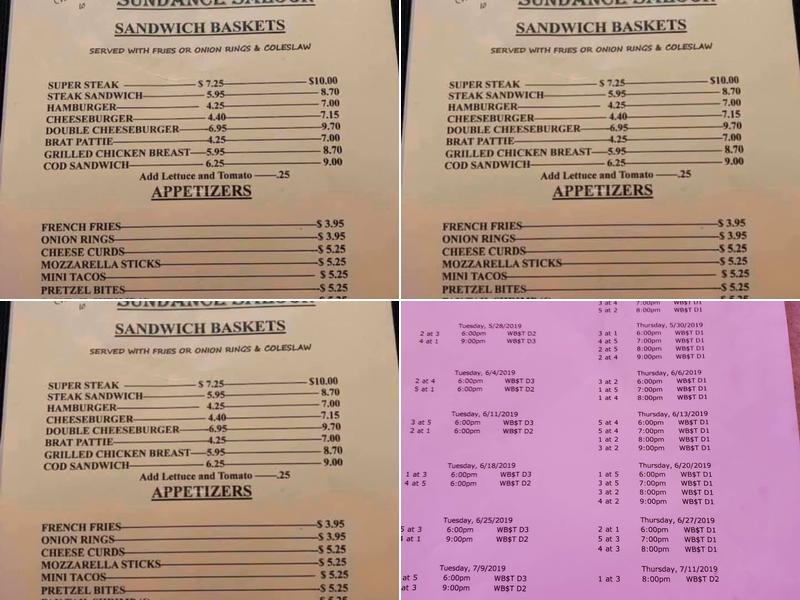 SUNDANCE SALOON
SANDWICH BASKETS
SERVED WITH FRIES OR ONION RINGS & COLESLAW
SUPER STEAK $ 7.25 $10.00
STEAK SANDWICH 5.95 8.70
HAMBURGER 4.25 7.00
CHEESEBURGER 4.40 7.15
DOUBLE CHEESEBURGER 6.95 9.70
BRAT PATTIE 4.25 7.00
GRILLED CHICKEN BREAST 5.95 8.70
COD SANDWICH 6.25 9.00
Add Lettuce and Tomato .25
APPETIZERS
FRENCH FRIES $ 3.95
ONION RINGS $ 3.95
CHEESE CURDS $ 5.25
MOZZARELLA STICKS $ 5.25
MINI TACOS $ 5.25
PRETZEL BITES $ 5.25
SUNDANCE SALOON
SANDWICH BASKETS
SERVED WITH FRIES OR ONION RINGS & COLESLAW
SUPER STEAK $ 7.25 $10.00
STEAK SANDWICH 5.95 8.70
HAMBURGER 4.25 7.00
CHEESEBURGER 4.40 7.15
DOUBLE CHEESEBURGER 6.95 9.70
BRAT PATTIE 4.25 7.00
GRILLED CHICKEN BREAST 5.95 8.70
COD SANDWICH 6.25 9.00
Add Lettuce and Tomato .25
APPETIZERS
FRENCH FRIES $ 3.95
ONION RINGS $ 3.95
CHEESE CURDS $ 5.25
MOZZARELLA STICKS $ 5.25
MINI TACOS $ 5.25
PRETZEL BITES $ 5.25
SUNDANCE SALOON
SANDWICH BASKETS
SERVED WITH FRIES OR ONION RINGS & COLESLAW
SUPER STEAK $ 7.25 $10.00
STEAK SANDWICH 5.95 8.70
HAMBURGER 4.25 7.00
CHEESEBURGER 4.40 7.15
DOUBLE CHEESEBURGER 6.95 9.70
BRAT PATTIE 4.25 7.00
GRILLED CHICKEN BREAST 5.95 8.70
COD SANDWICH 6.25 9.00
Add Lettuce and Tomato .25
APPETIZERS
FRENCH FRIES $ 3.95
ONION RINGS $ 3.95
CHEESE CURDS $ 5.25
MOZZARELLA STICKS $ 5.25
MINI TACOS $ 5.25
PRETZEL BITES $ 5.25
3 at 4 7:00pm WB$T D1
5 at 2 8:00pm WB$T D1
Tuesday, 5/28/2019 Thursday, 5/30/2019
2 at 3 6:00pm WB$T D2 3 at 1 6:00pm WB$T D1
4 at 1 9:00pm WB$T D3 4 at 5 7:00pm WB$T D1
2 at 5 8:00pm WB$T D1
2 at 4 9:00pm WB$T D1
Tuesday, 6/4/2019 Thursday, 6/6/2019
2 at 4 6:00pm WB$T D3 3 at 2 6:00pm WB$T D1
5 at 1 6:00pm WB$T D2 1 at 5 7:00pm WB$T D1
1 at 4 8:00pm WB$T D1
Tuesday, 6/11/2019 Thursday, 6/13/2019
3 at 5 6:00pm WB$T D3 5 at 4 6:00pm WB$T D1
2 at 1 6:00pm WB$T D2 5 at 4 7:00pm WB$T D1
1 at 2 8:00pm WB$T D1
3 at 2 9:00pm WB$T D1
Tuesday, 6/18/2019 Thursday, 6/20/2019
1 at 3 6:00pm WB$T D3 1 at 5 6:00pm WB$T D1
4 at 5 6:00pm WB$T D2 3 at 5 7:00pm WB$T D1
3 at 2 8:00pm WB$T D1
4 at 2 9:00pm WB$T D1
Tuesday, 6/25/2019 Thursday, 6/27/2019
5 at 3 6:00pm WB$T D3 2 at 1 6:00pm WB$T D1
4 at 1 9:00pm WB$T D2 5 at 3 7:00pm WB$T D1
4 at 3 8:00pm WB$T D1
Tuesday, 7/9/2019 Thursday, 7/11/2019
at 5 6:00pm WB$T D3 1 at 3 8:00pm WB$T D2
at 3 9:00pm WB$T D2